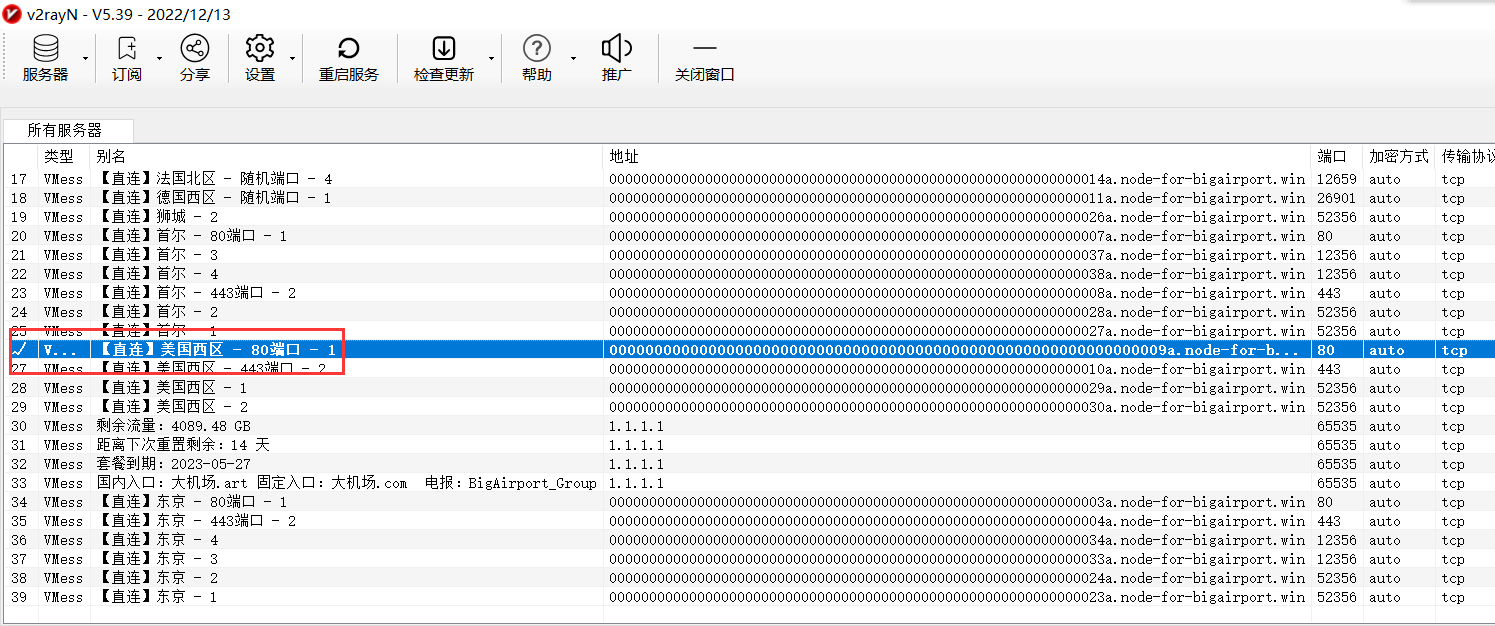 v2rayN - V5.39 - 2022/12/13
服务器 订阅 分享 设置 重启服务 检查更新 帮助 推广 关闭窗口
所有服务器
类型 别名 地址 端口 加密方式 传输协议
17 VMess 【直连】法国北区 - 随机端口 - 4 00000000000000000000000000000000000000000000000000000000000014a.node-for-bigairport.win 12659 auto tcp
18 VMess 【直连】德国西区 - 随机端口 - 1 00000000000000000000000000000000000000000000000000000000000011a.node-for-bigairport.win 26901 auto tcp
19 VMess 【直连】狮城 - 2 00000000000000000000000000000000000000000000000000000000000026a.node-for-bigairport.win 52356 auto tcp
20 VMess 【直连】首尔 - 80端口 - 1 00000000000000000000000000000000000000000000000000000000000007a.node-for-bigairport.win 80 auto tcp
21 VMess 【直连】首尔 - 3 00000000000000000000000000000000000000000000000000000000000037a.node-for-bigairport.win 12356 auto tcp
22 VMess 【直连】首尔 - 4 00000000000000000000000000000000000000000000000000000000000038a.node-for-bigairport.win 12356 auto tcp
23 VMess 【直连】首尔 - 443端口 - 2 00000000000000000000000000000000000000000000000000000000000008a.node-for-bigairport.win 443 auto tcp
24 VMess 【直连】首尔 - 2 00000000000000000000000000000000000000000000000000000000000028a.node-for-bigairport.win 52356 auto tcp
25 VMess 【直连】首尔 - 1 00000000000000000000000000000000000000000000000000000000000027a.node-for-bigairport.win 52356 auto tcp
✓ V... 【直连】美国西区 - 80端口 - 1 00000000000000000000000000000000000000000000000000000000000009a.node-for-b... 80 auto tcp
27 VMess 【直连】美国西区 - 443端口 - 2 00000000000000000000000000000000000000000000000000000000000010a.node-for-bigairport.win 443 auto tcp
28 VMess 【直连】美国西区 - 1 00000000000000000000000000000000000000000000000000000000000029a.node-for-bigairport.win 52356 auto tcp
29 VMess 【直连】美国西区 - 2 00000000000000000000000000000000000000000000000000000000000030a.node-for-bigairport.win 52356 auto tcp
30 VMess 剩余流量：4089.48 GB 1.1.1.1 65535 auto tcp
31 VMess 距离下次重置剩余：14 天 1.1.1.1 65535 auto tcp
32 VMess 套餐到期：2023-05-27 1.1.1.1 65535 auto tcp
33 VMess 国内入口：大机场.art 固定入口：大机场.com 电报：BigAirport_Group 1.1.1.1 65535 auto tcp
34 VMess 【直连】东京 - 80端口 - 1 00000000000000000000000000000000000000000000000000000000000003a.node-for-bigairport.win 80 auto tcp
35 VMess 【直连】东京 - 443端口 - 2 00000000000000000000000000000000000000000000000000000000000004a.node-for-bigairport.win 443 auto tcp
36 VMess 【直连】东京 - 4 00000000000000000000000000000000000000000000000000000000000034a.node-for-bigairport.win 12356 auto tcp
37 VMess 【直连】东京 - 3 00000000000000000000000000000000000000000000000000000000000033a.node-for-bigairport.win 12356 auto tcp
38 VMess 【直连】东京 - 2 00000000000000000000000000000000000000000000000000000000000024a.node-for-bigairport.win 52356 auto tcp
39 VMess 【直连】东京 - 1 00000000000000000000000000000000000000000000000000000000000023a.node-for-bigairport.win 52356 auto tcp